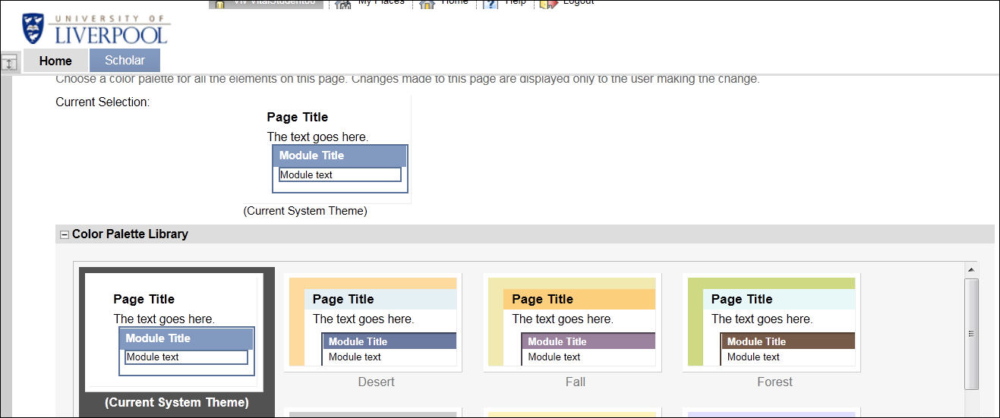 My Places Home Help Logout
UNIVERSITY OF
LIVERPOOL
Home Scholar
Choose a color palette for all the elements on this page. Changes made to this page are displayed only to the user making the change.
Current Selection:
Page Title
The text goes here.
Module Title
Module text
(Current System Theme)
Color Palette Library
Page Title
The text goes here.
Module Title
Module text
(Current System Theme)
Page Title
The text goes here.
Module Title
Module text
Desert
Page Title
The text goes here.
Module Title
Module text
Fall
Page Title
The text goes here.
Module Title
Module text
Forest